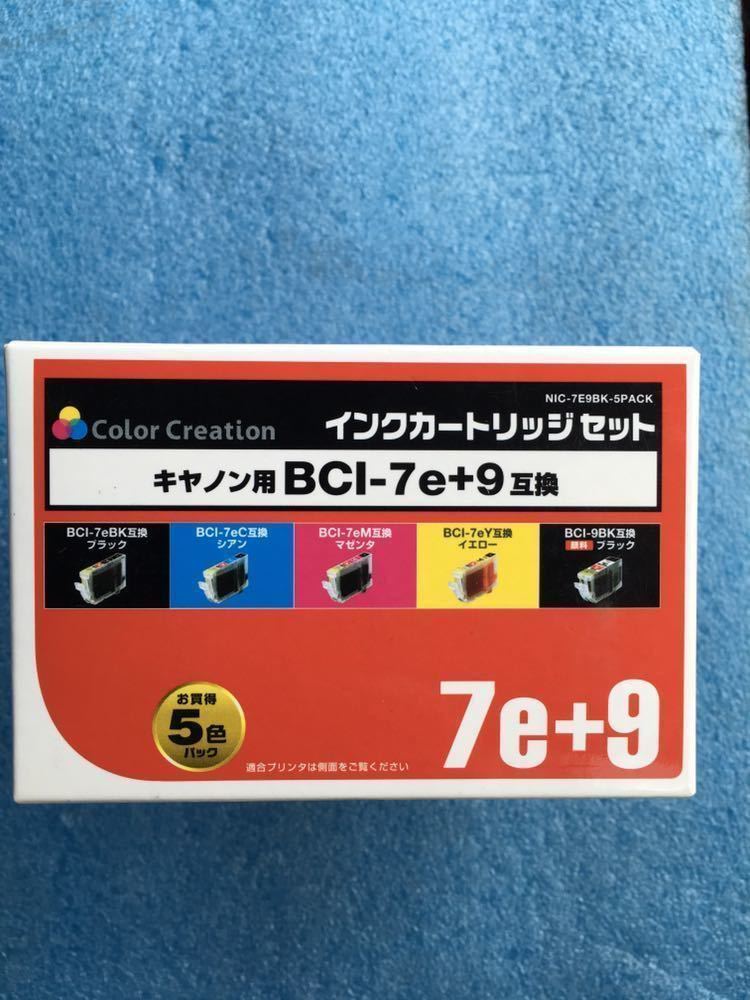 NIC-7E9BK-5PACK
Color Creation
インクカートリッジセット
キヤノン用 BCI-7e+9 互換
BCI-7eBK互換
ブラック
BCI-7eC互換
シアン
BCI-7eM互換
マゼンタ
BCI-7eY互換
イエロー
BCI-9BK互換
顔料 ブラック
お買得
5色
パック
適合プリンタは側面をご覧ください
7e+9